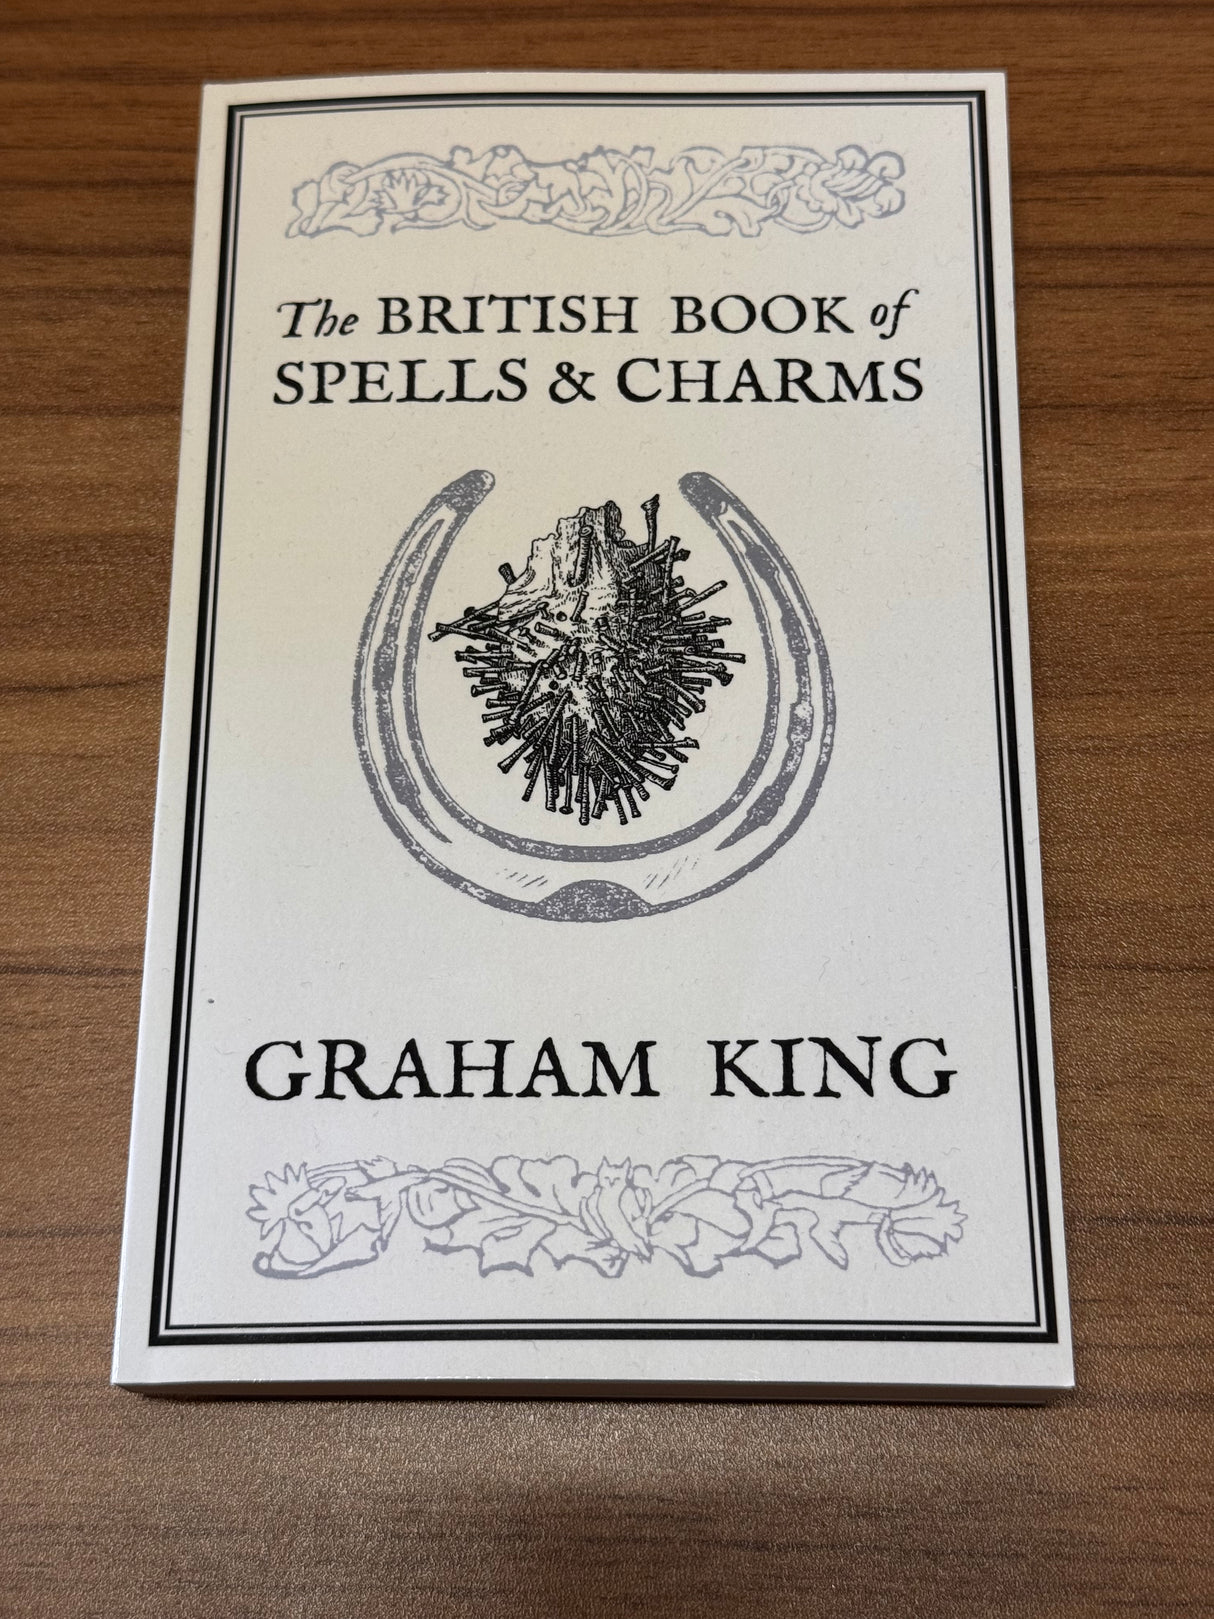 The BRITISH BOOK of
SPELLS & CHARMS
GRAHAM KING